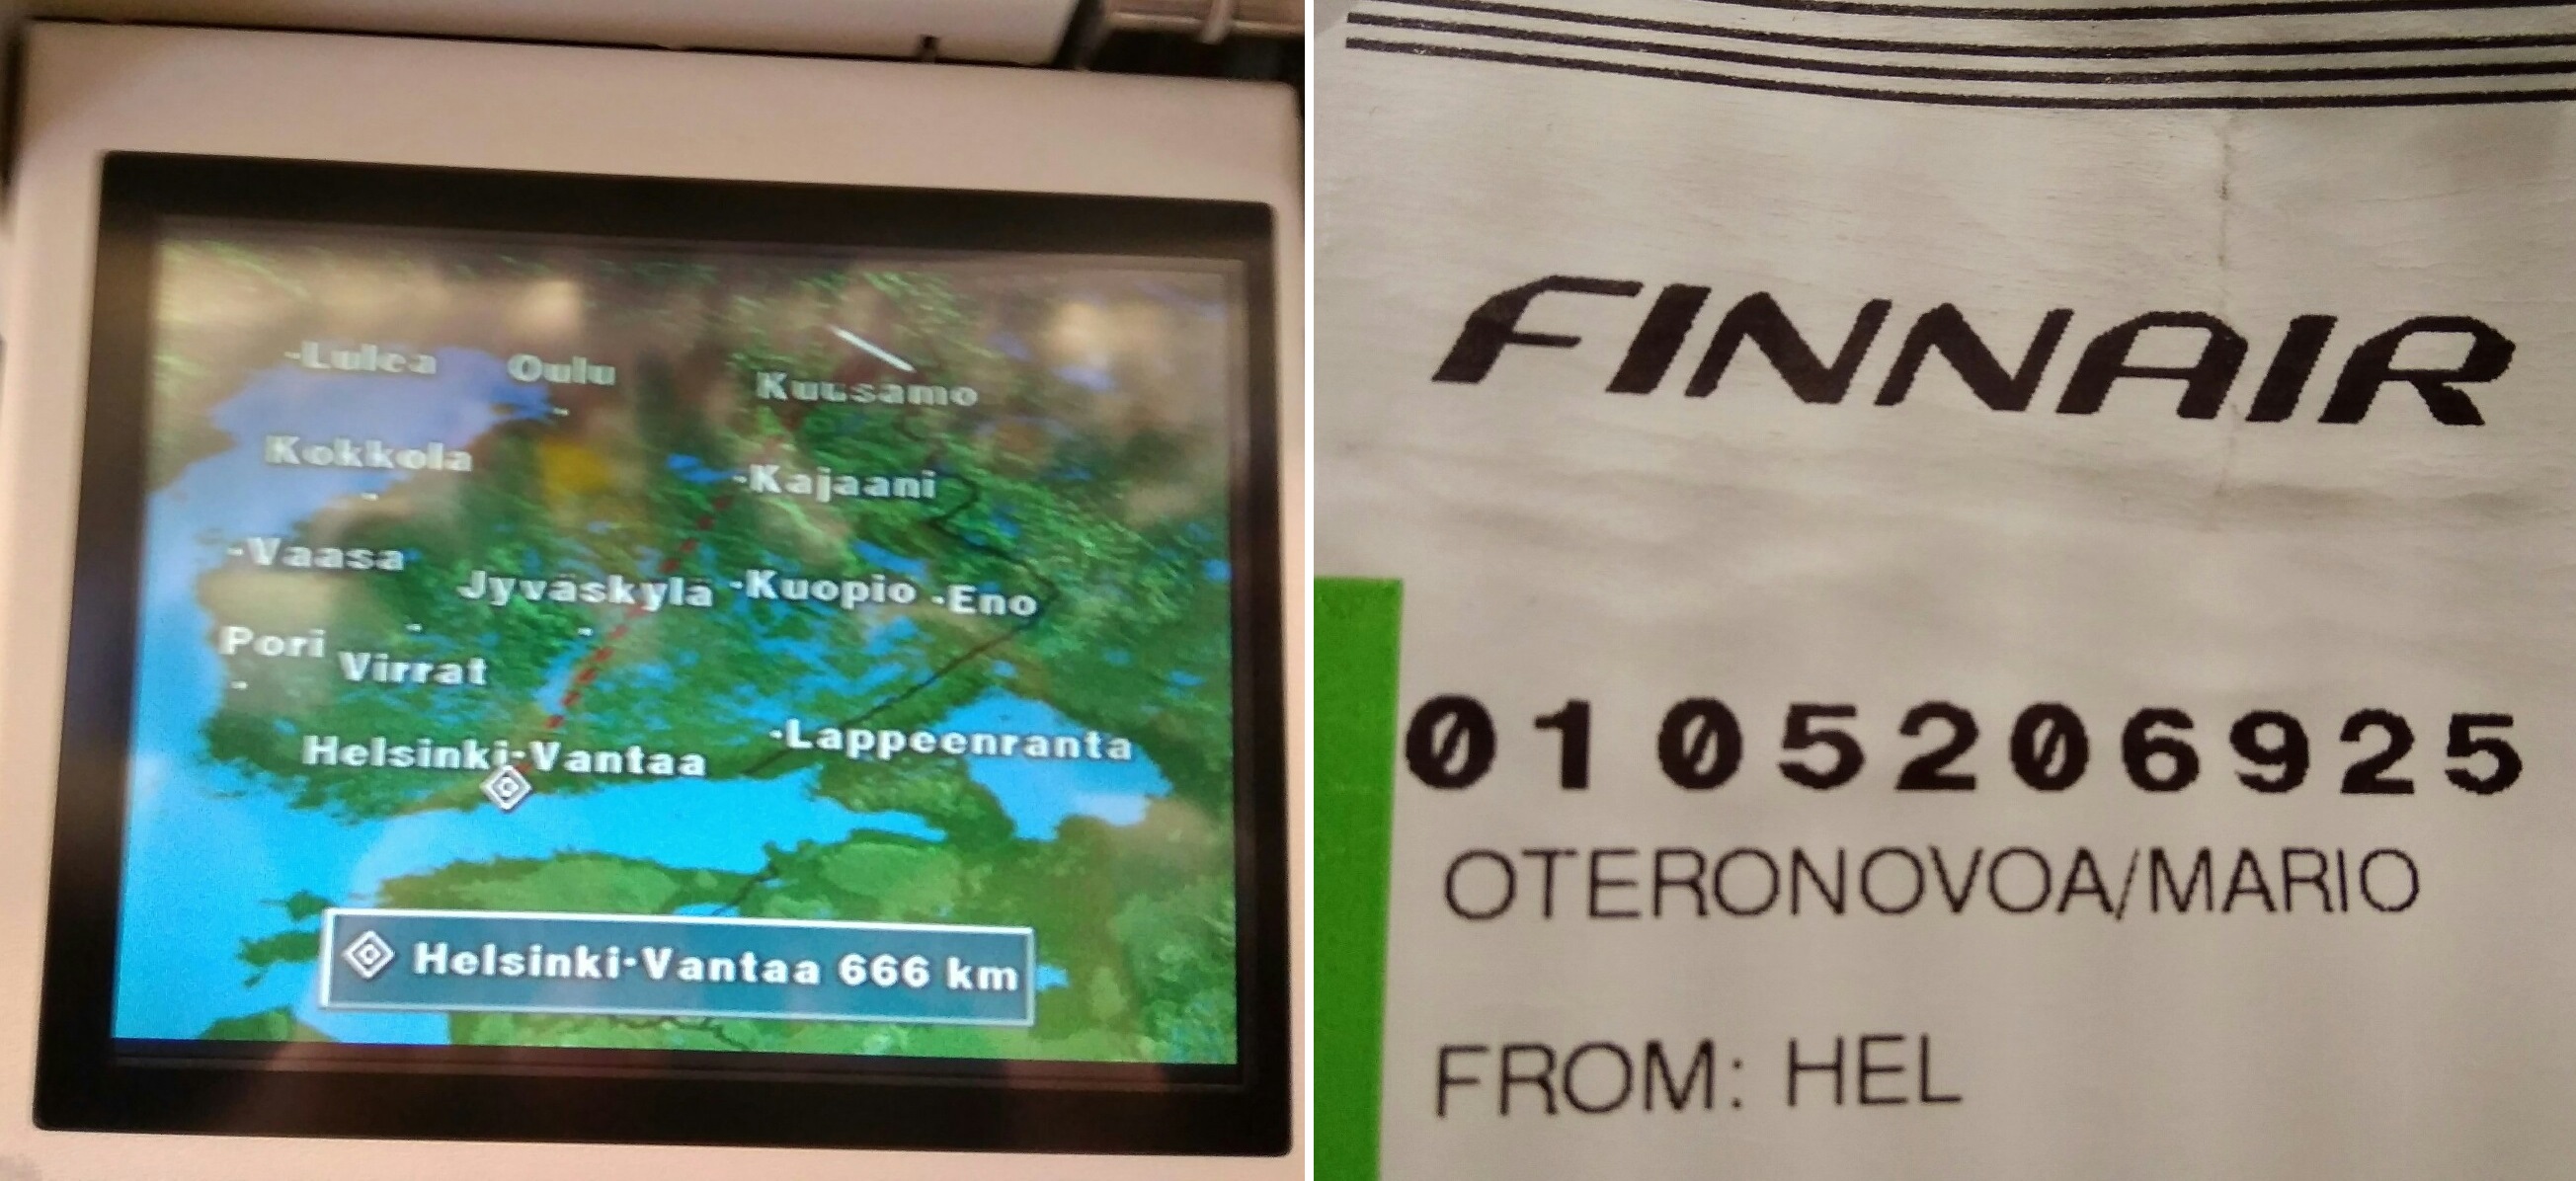 -Lulea Oulu
Kuusamo
Kokkola
-Kajaani
-Vaasa
Jyväskylä -Kuopio -Eno
Pori Virrat
Helsinki-Vantaa -Lappeenranta
Helsinki-Vantaa 666 km
FINNAIR
0105206925
OTERONOVOA/MARIO
FROM: HEL